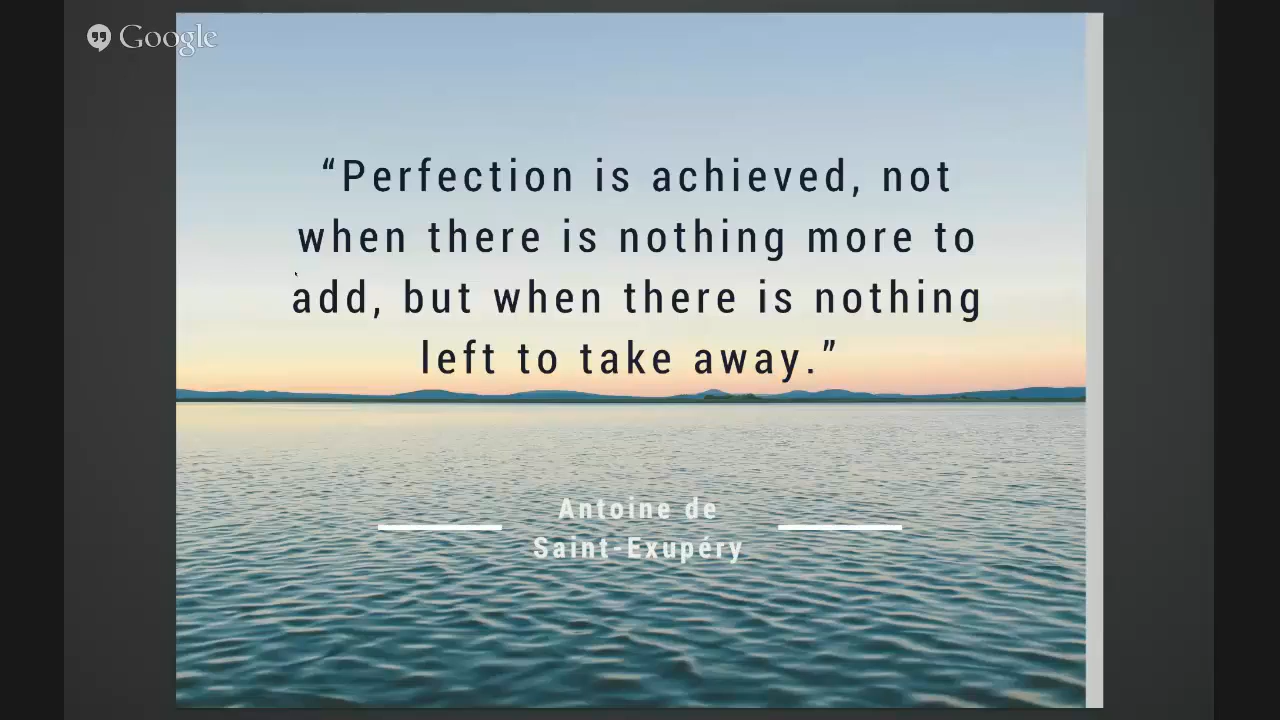 Google
“Perfection is achieved, not
when there is nothing more to
add, but when there is nothing
left to take away.”
Antoine de
Saint-Exupéry